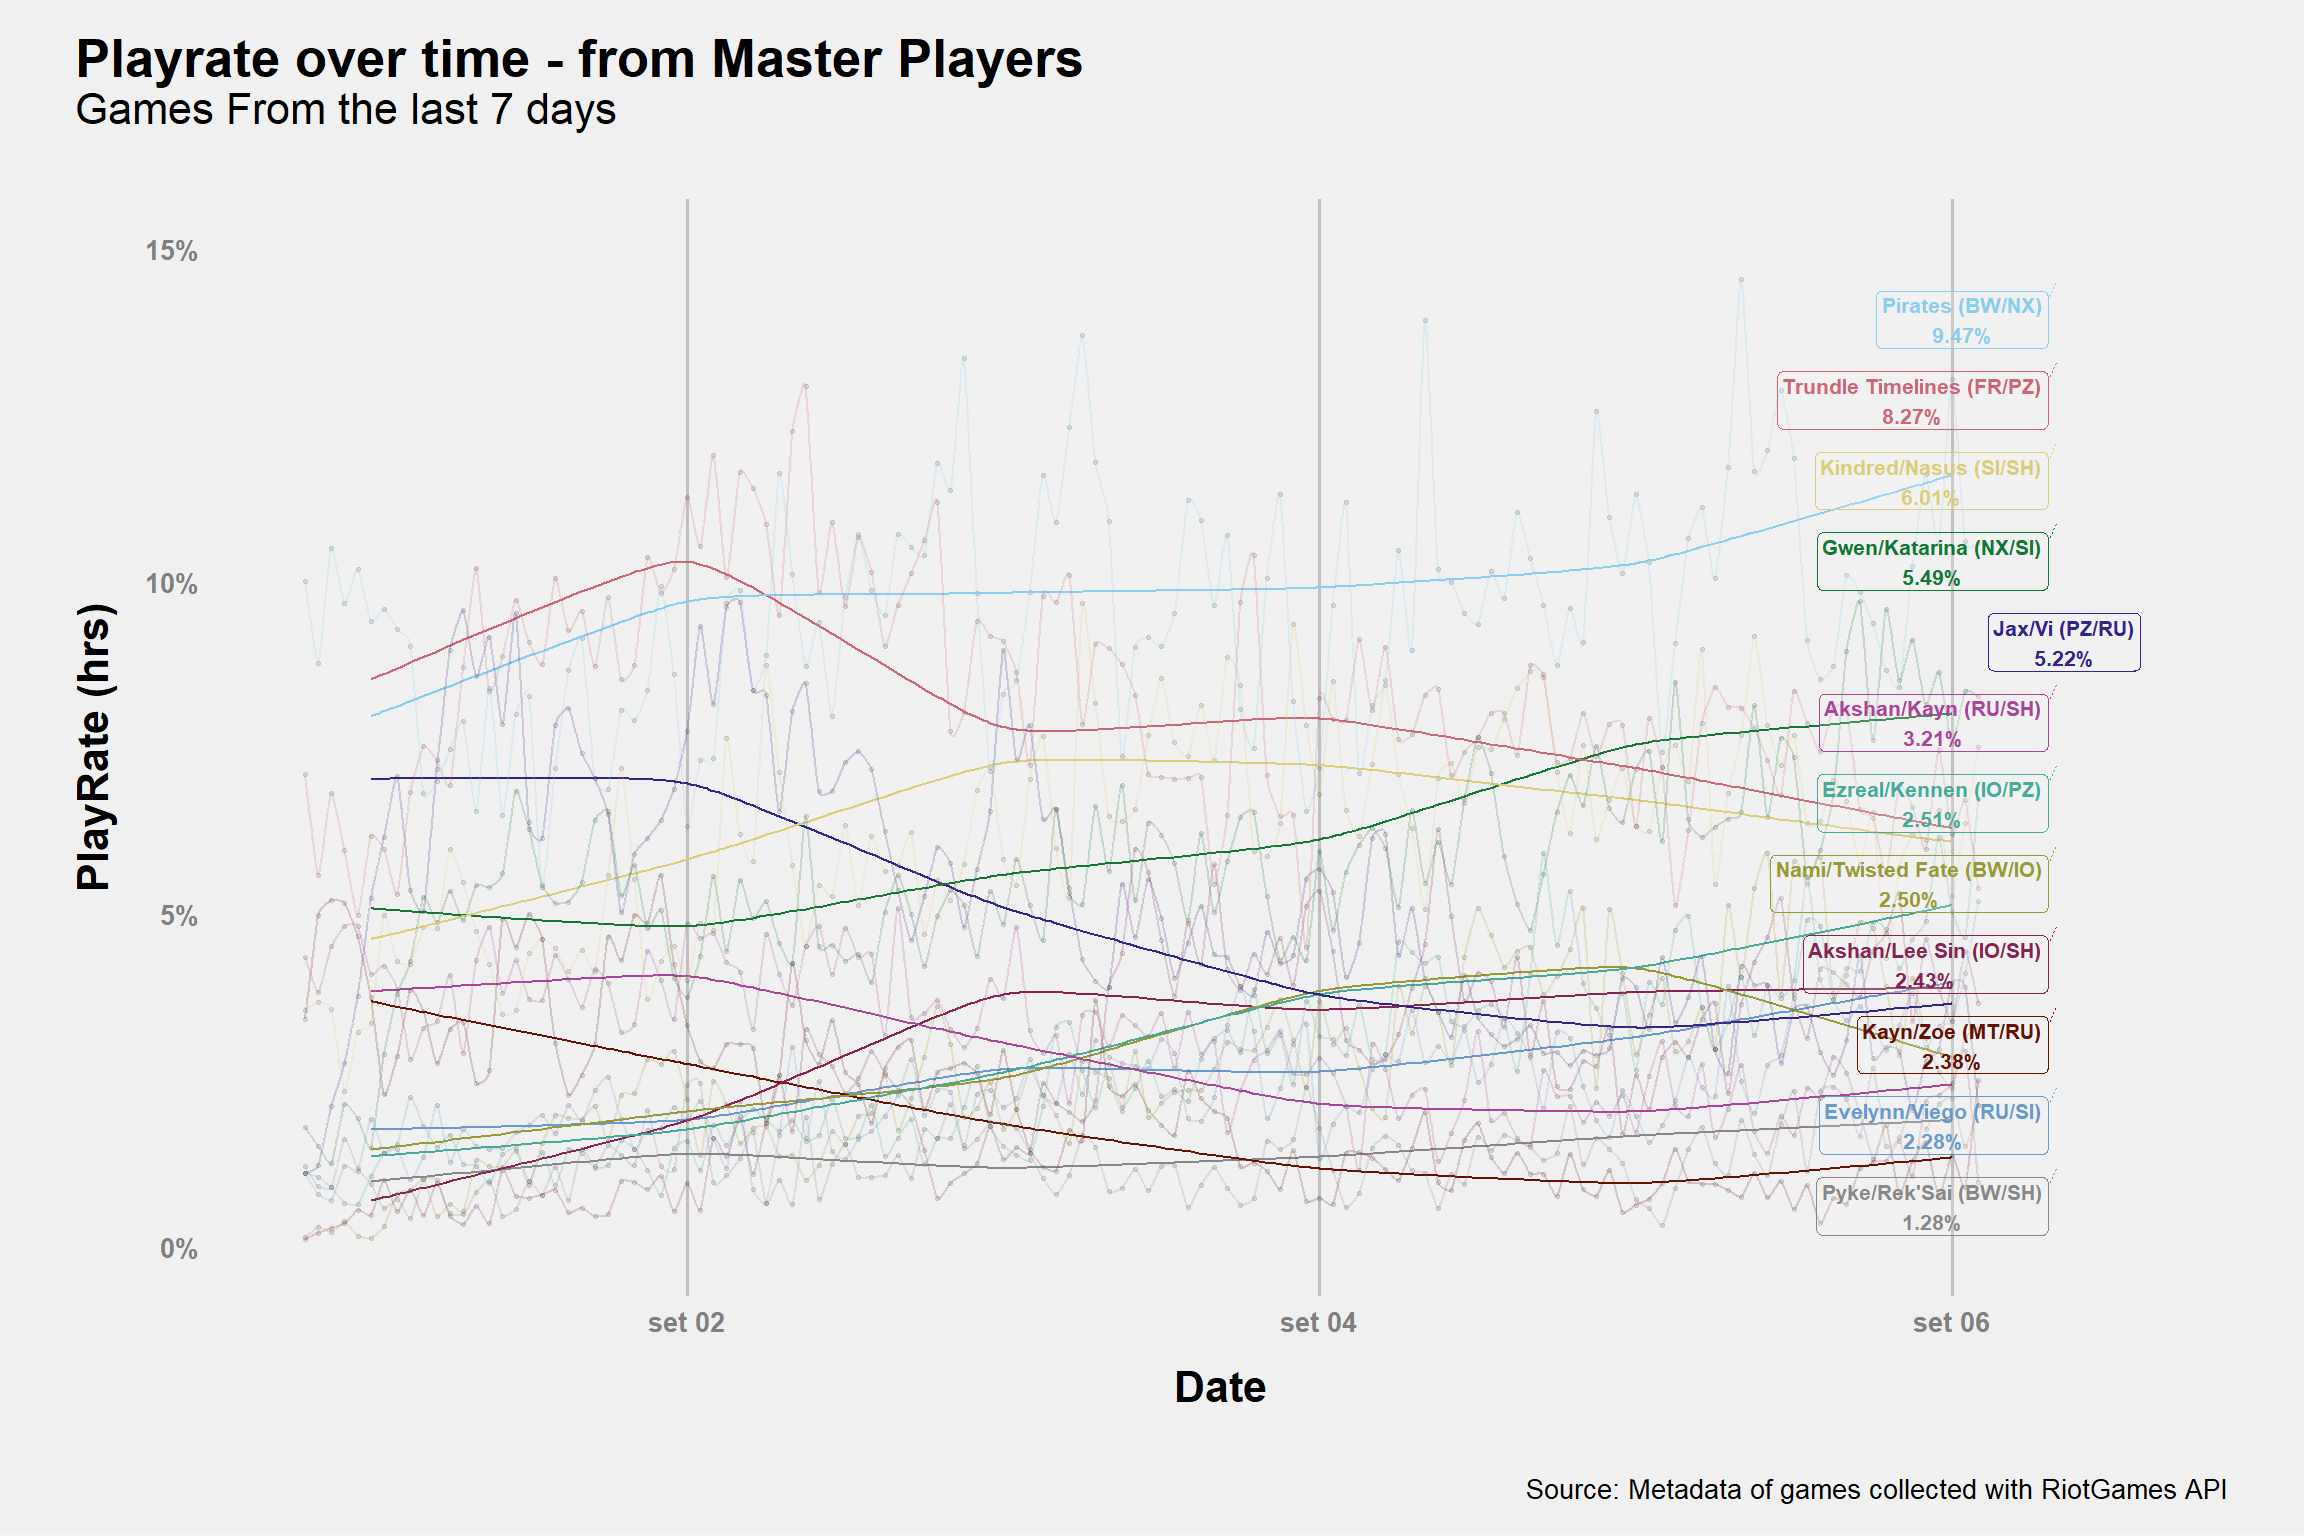 Playrate over time - from Master Players
Games From the last 7 days
PlayRate (hrs)
15%
10%
5%
0%
Pirates (BW/NX)
9.47%
Trundle Timelines (FR/PZ)
8.27%
Kindred/Nasus (SI/SH)
6.01%
Gwen/Katarina (NX/SI)
5.49%
Jax/Vi (PZ/RU)
5.22%
Akshan/Kayn (RU/SH)
3.21%
Ezreal/Kennen (IO/PZ)
2.51%
Nami/Twisted Fate (BW/IO)
2.50%
Akshan/Lee Sin (IO/SH)
2.43%
Kayn/Zoe (MT/RU)
2.38%
Evelynn/Viego (RU/SI)
2.28%
Pyke/Rek'Sai (BW/SH)
1.28%
set 02
set 04
set 06
Date
Source: Metadata of games collected with RiotGames API